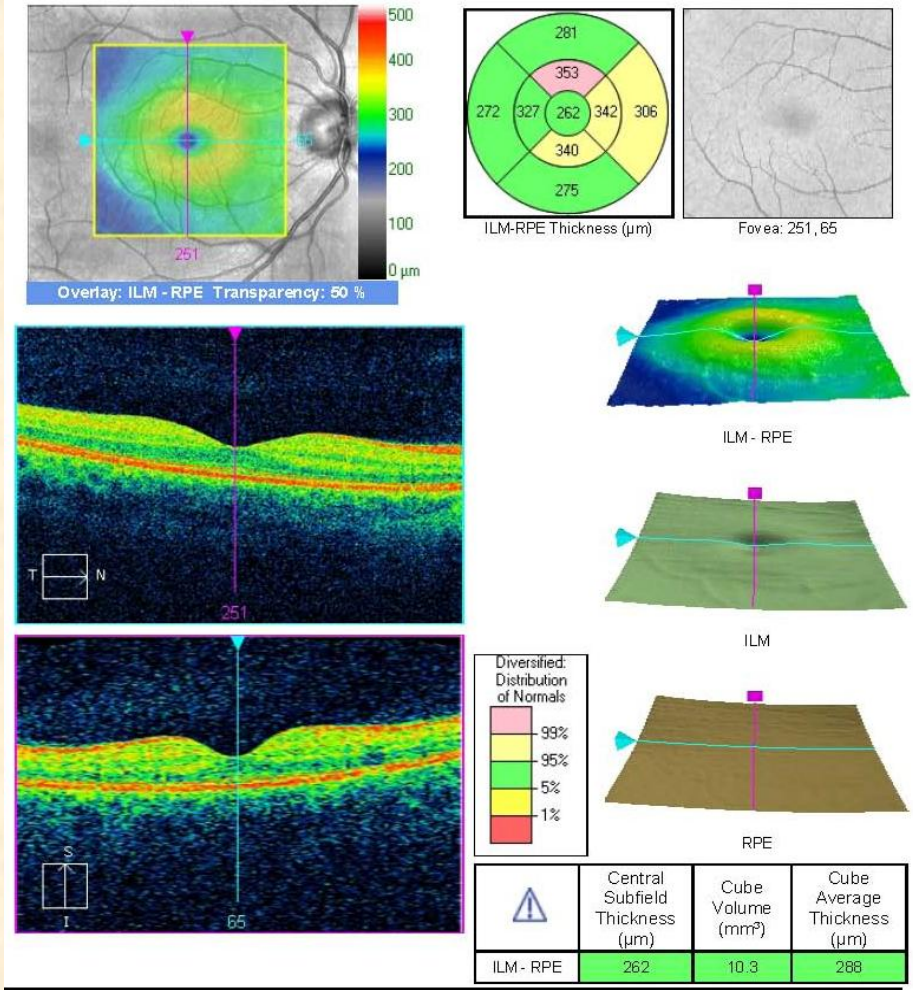 500
400
300
200
100
0 µm
66
251
Overlay: ILM - RPE Transparency: 50 %
281
353
272
327
262
342
306
340
275
ILM-RPE Thickness (µm)
Fovea: 251, 65
ILM - RPE
251
T
N
ILM
Diversified:
Distribution
of Normals
99%
95%
5%
1%
RPE
S
I
65
Central
Subfield
Thickness
(µm)
Cube
Volume
(mm³)
Cube
Average
Thickness
(µm)
ILM - RPE
262
10.3
288